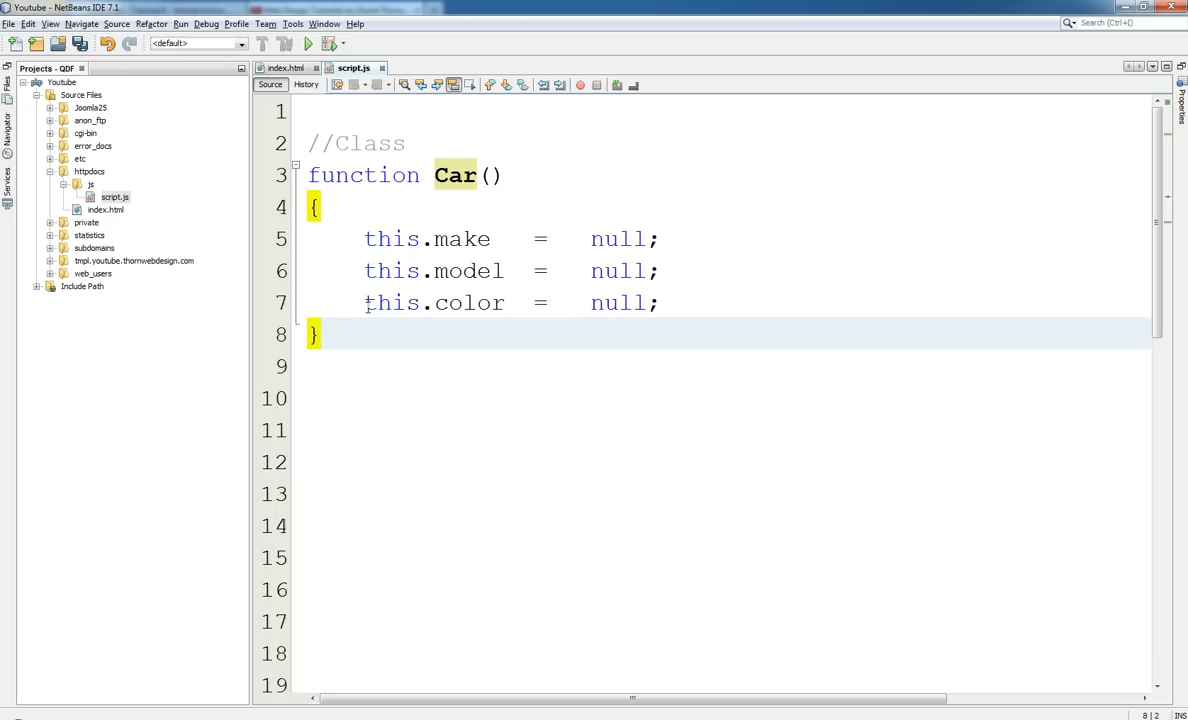 Youtube - NetBeans IDE 7.1
File Edit View Navigate Source Refactor Run Debug Profile Team Tools Window Help
Search (Ctrl+I)
<default>
Projects - QDF
Youtube
Source Files
Joomla25
anon_ftp
cgi-bin
error_docs
etc
httpdocs
js
script.js
index.html
private
statistics
subdomains
tmpl.youtube.thornwebdesign.com
web_users
Include Path
Files
Navigator
Services
index.html script.js
Source History
Properties
1
2 //Class
3 function Car()
4 {
5 this.make = null;
6 this.model = null;
7 this.color = null;
8 }
9
10
11
12
13
14
15
16
17
18
19
8 | 2 INS